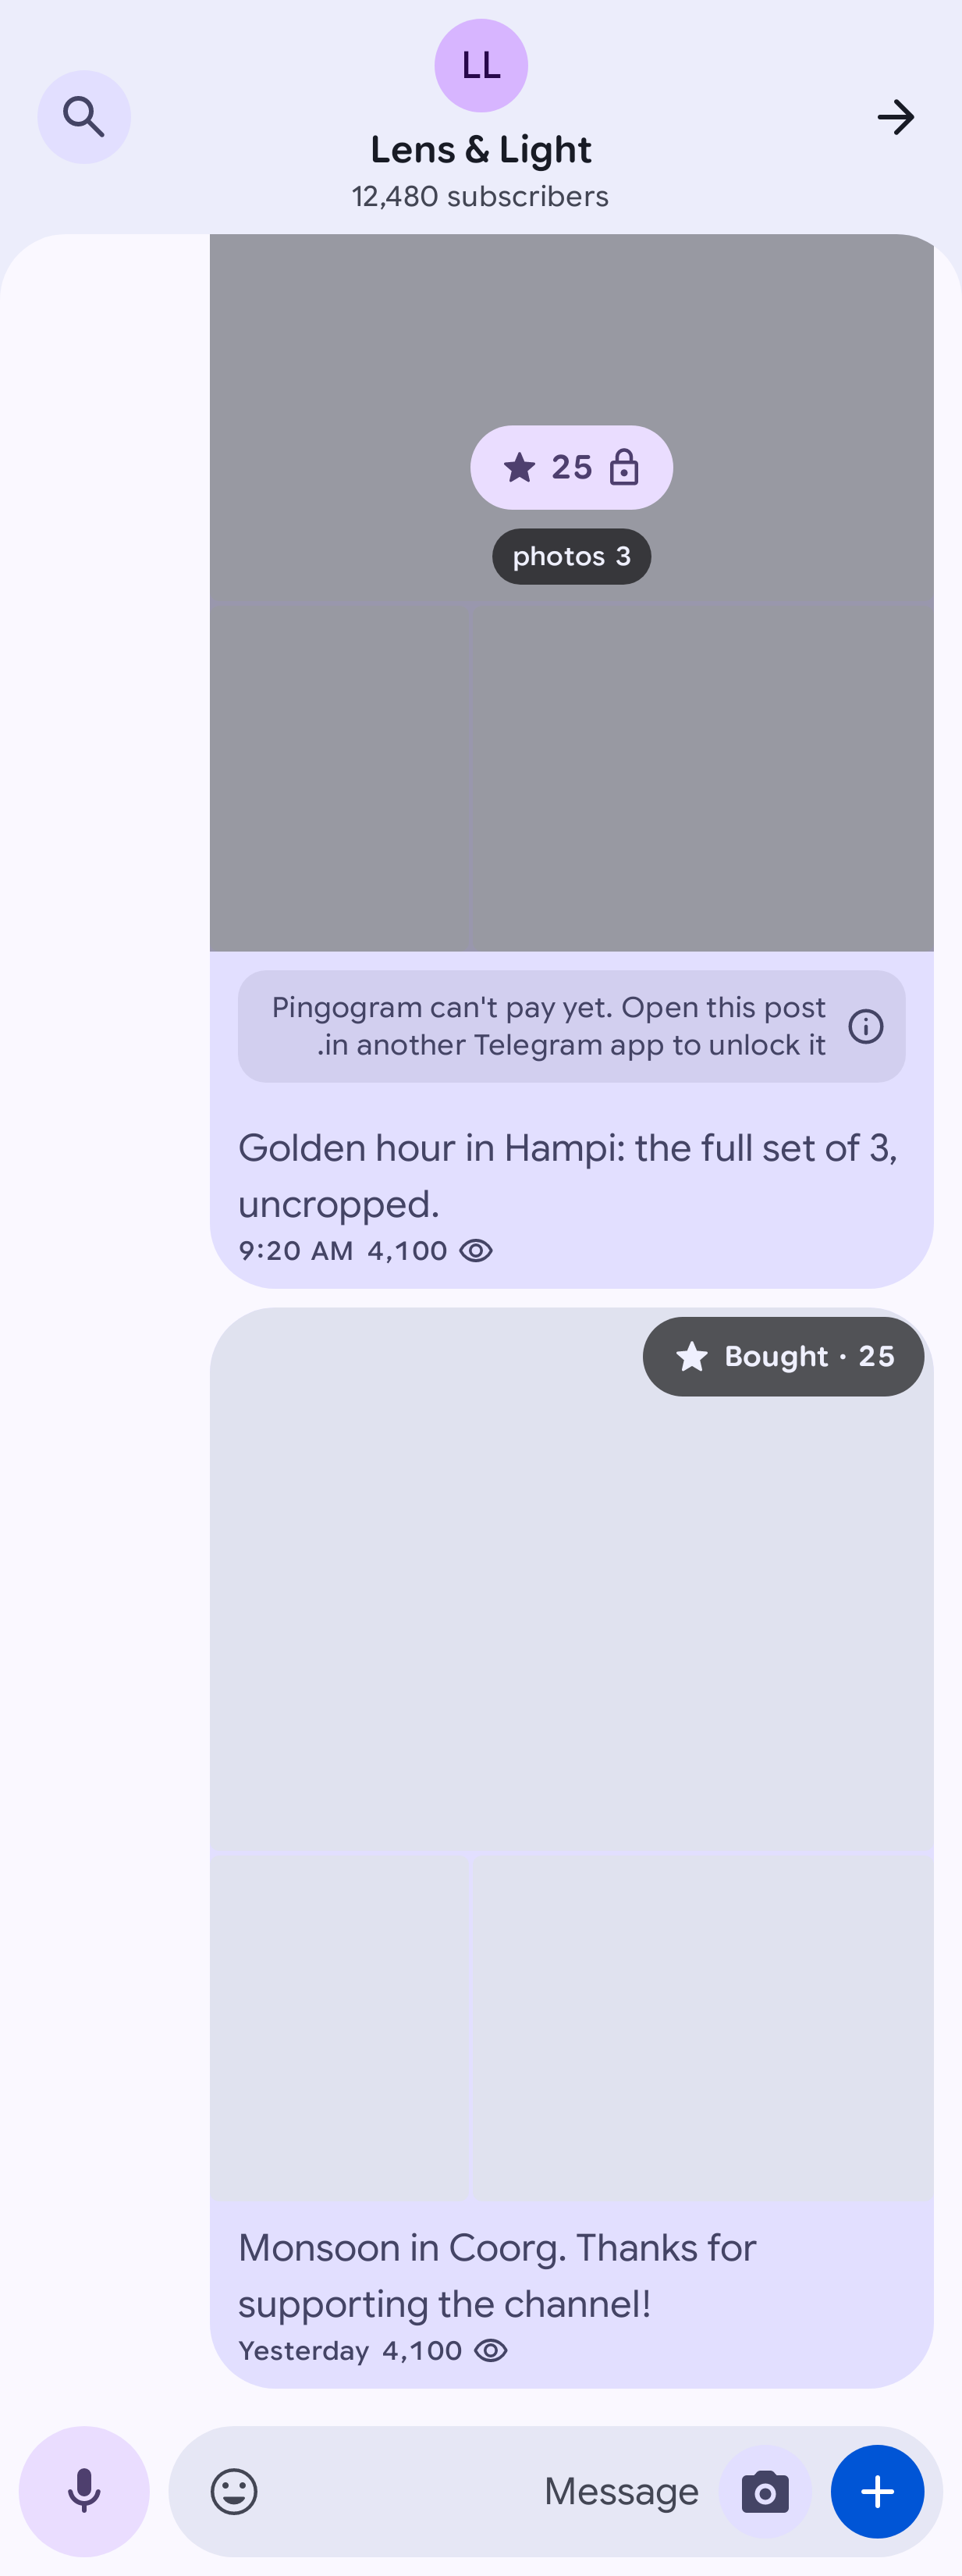 LL
Lens & Light
12,480 subscribers
25
photos 3
Pingogram can't pay yet. Open this post
.in another Telegram app to unlock it
Golden hour in Hampi: the full set of 3,
uncropped.
9:20 AM 4,100
Bought · 25
Monsoon in Coorg. Thanks for
supporting the channel!
Yesterday 4,100
Message